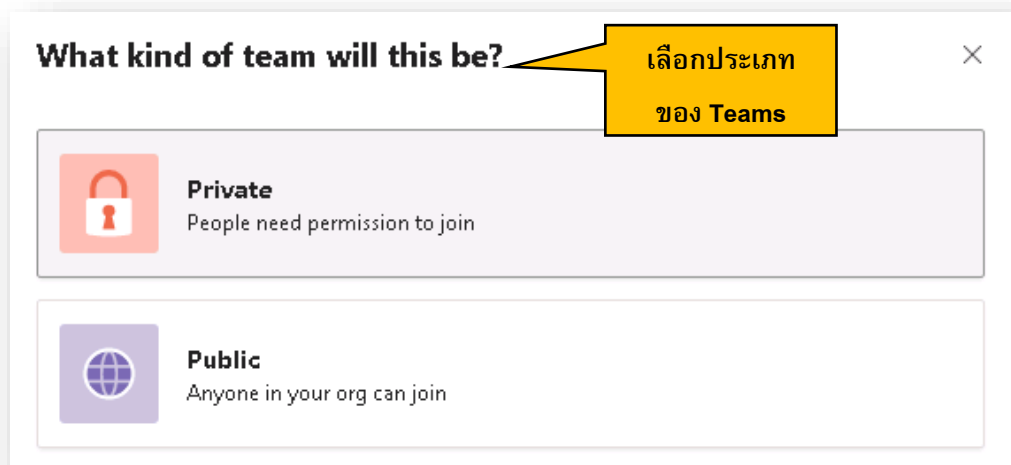 What kind of team will this be?
เลือกประเภท
ของ Teams
Private
People need permission to join
Public
Anyone in your org can join